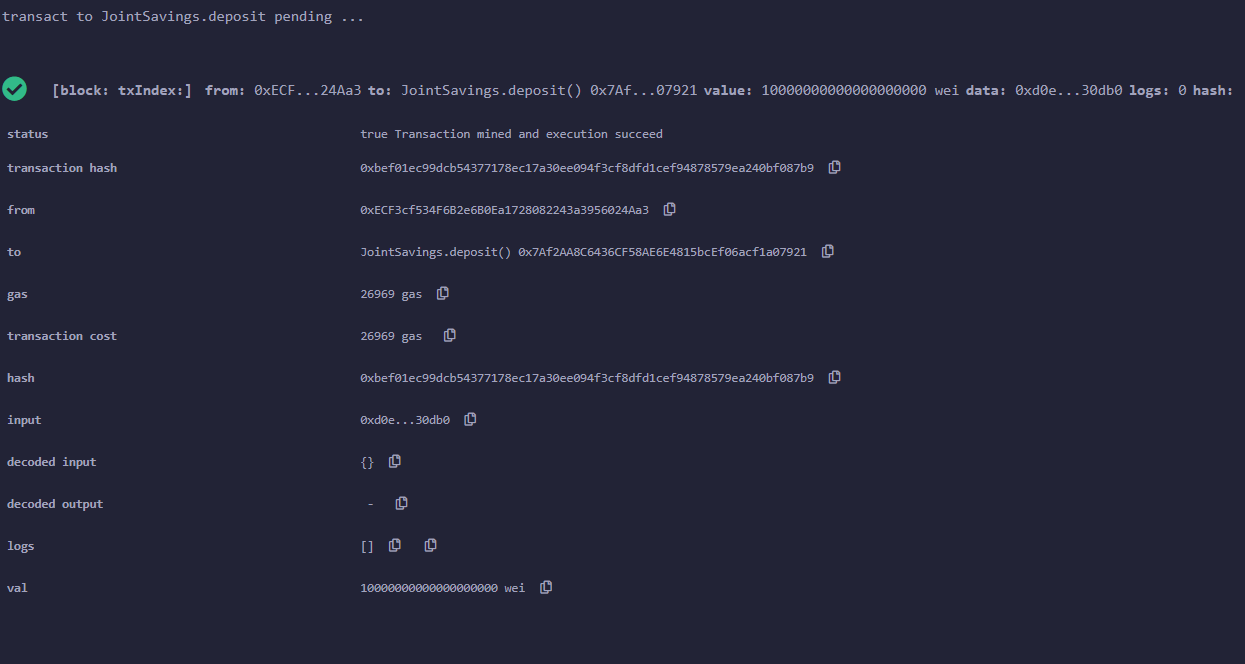 transact to JointSavings.deposit pending ...
[block: txIndex:] from: 0xECF...24Aa3 to: JointSavings.deposit() 0x7Af...07921 value: 10000000000000000000 wei data: 0xd0e...30db0 logs: 0 hash:
status true Transaction mined and execution succeed
transaction hash 0xbef01ec99dcb54377178ec17a30ee094f3cf8dfd1cef94878579ea240bf087b9
from 0xECF3cf534F6B2e6B0Ea1728082243a3956024Aa3
to JointSavings.deposit() 0x7Af2AA8C6436CF58AE6E4815bcEf06acf1a07921
gas 26969 gas
transaction cost 26969 gas
hash 0xbef01ec99dcb54377178ec17a30ee094f3cf8dfd1cef94878579ea240bf087b9
input 0xd0e...30db0
decoded input {}
decoded output -
logs []
val 10000000000000000000 wei